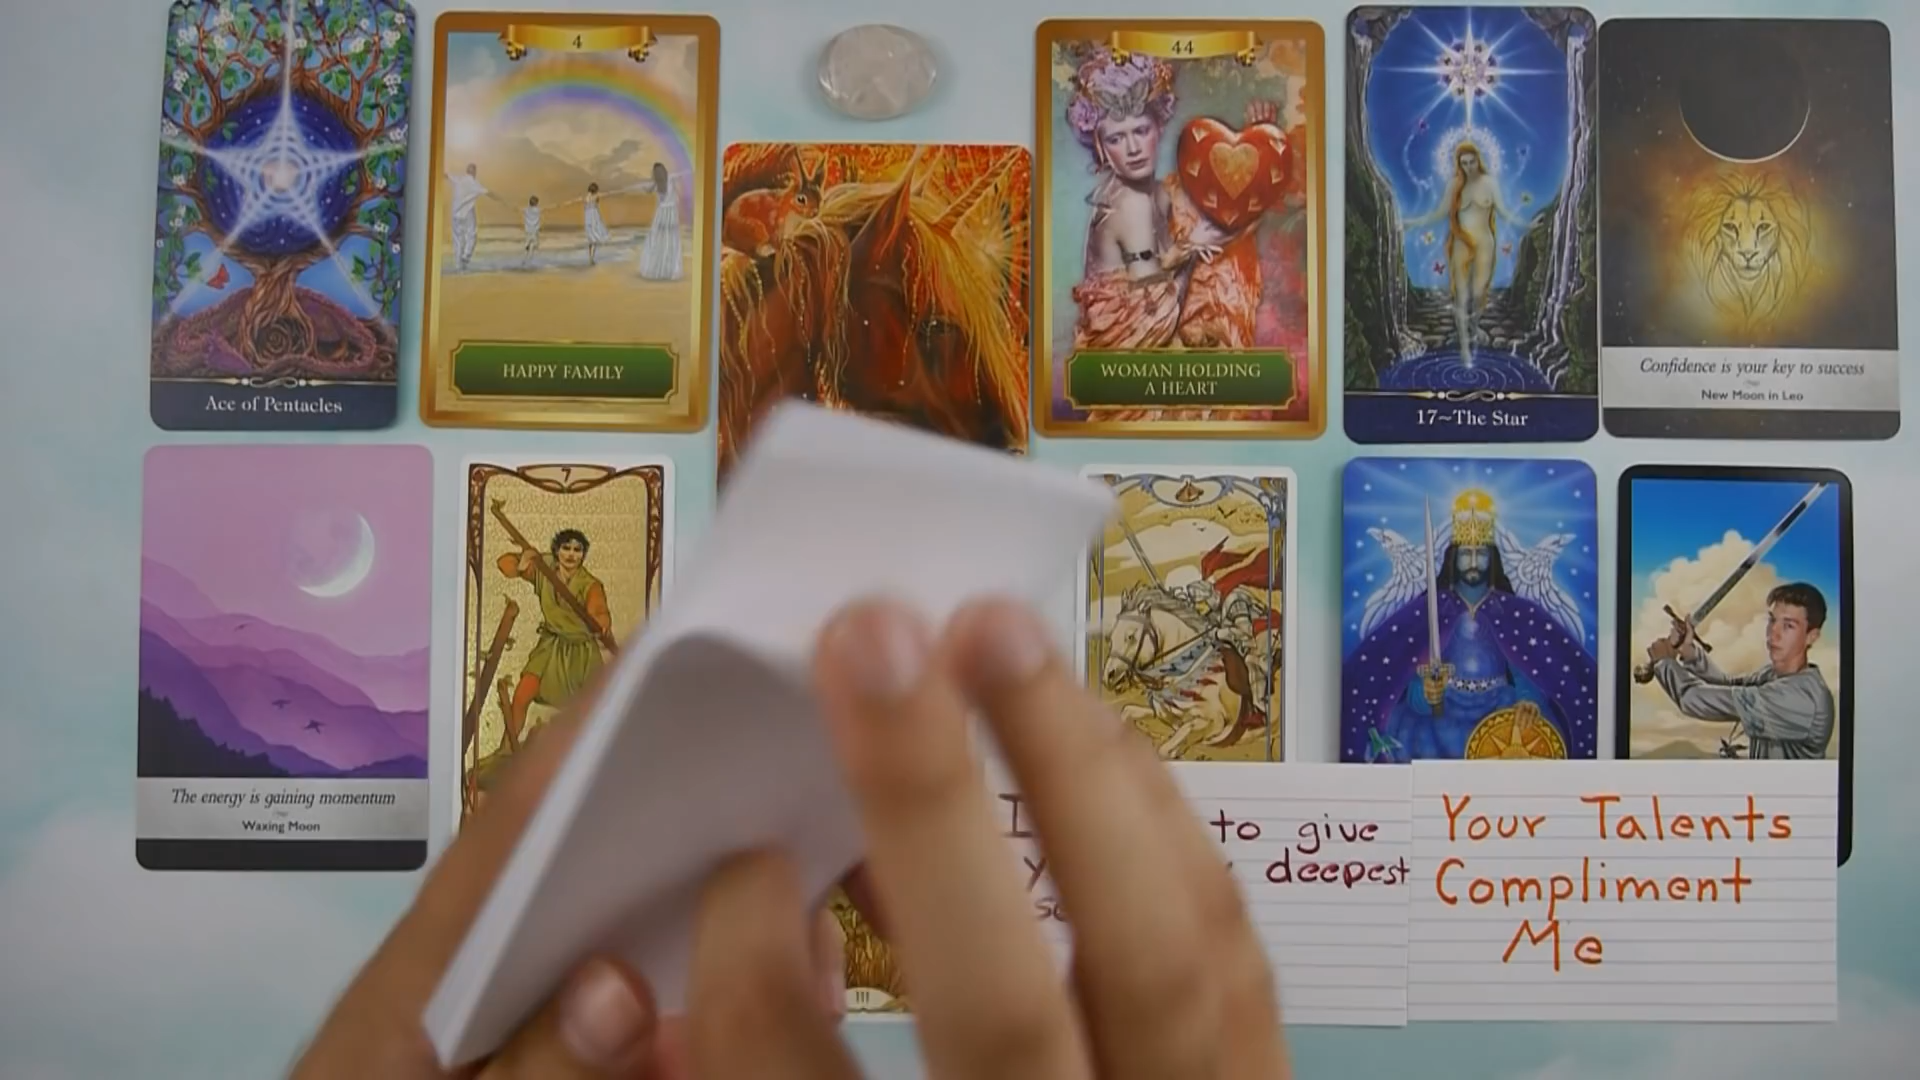 4
44
HAPPY FAMILY
WOMAN HOLDING
A HEART
Ace of Pentacles
17~The Star
Confidence is your key to success
New Moon in Leo
7
The energy is gaining momentum
Waxing Moon
I to give
deepest
Your Talents
Compliment
Me
III